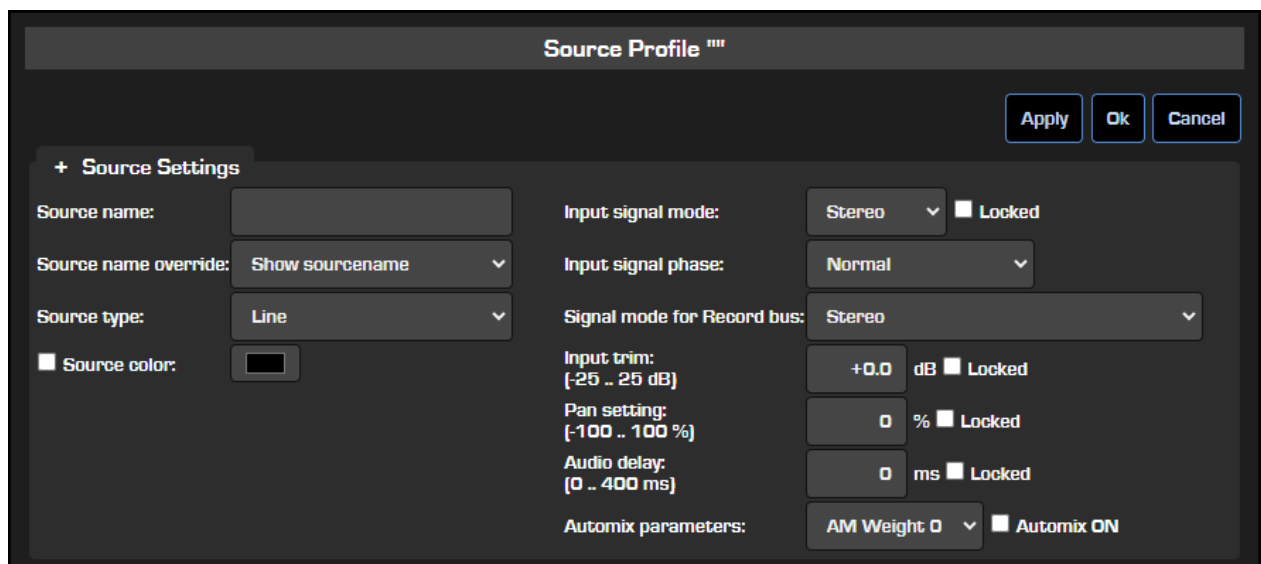 Source Profile ""
Apply Ok Cancel
+ Source Settings
Source name:
Input signal mode: Stereo Locked
Source name override: Show sourcename
Input signal phase: Normal
Source type: Line
Signal mode for Record bus: Stereo
Source color:
Input trim:
(-25 .. 25 dB)
+0.0 dB Locked
Pan setting:
(-100 .. 100 %)
0 % Locked
Audio delay:
(0 .. 400 ms)
0 ms Locked
Automix parameters: AM Weight 0 Automix ON